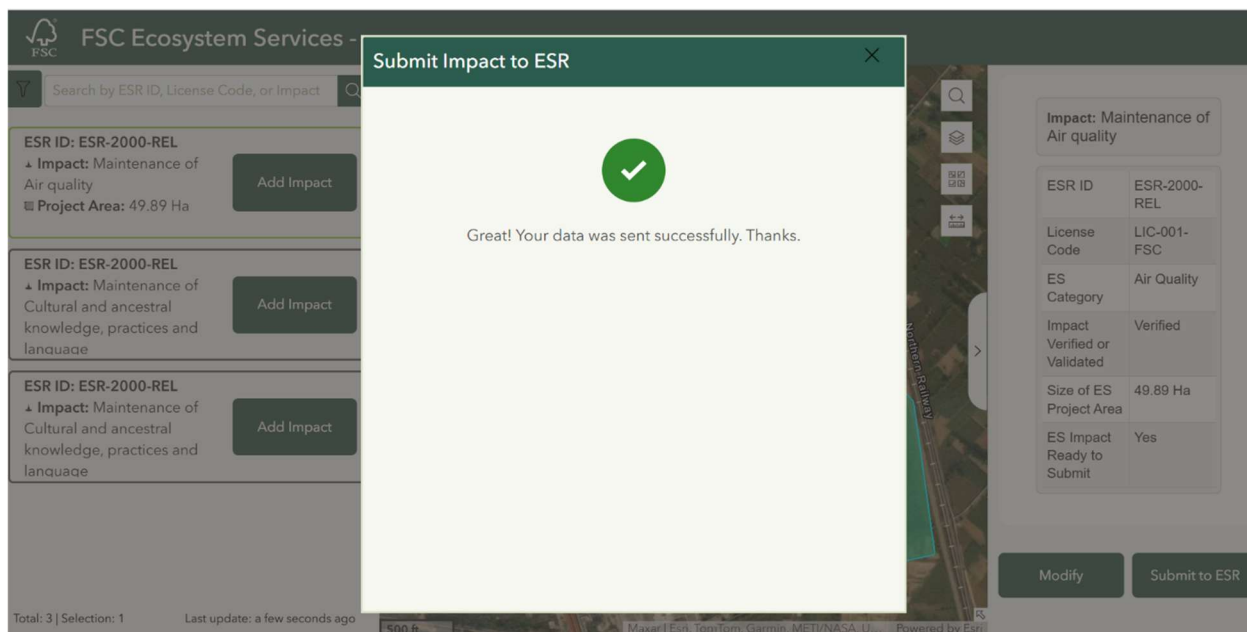 FSC
FSC Ecosystem Services -
Search by ESR ID, License Code, or Impact
ESR ID: ESR-2000-REL
Impact: Maintenance of
Air quality
Project Area: 49.89 Ha
Add Impact
ESR ID: ESR-2000-REL
Impact: Maintenance of
Cultural and ancestral
knowledge, practices and
language
Add Impact
ESR ID: ESR-2000-REL
Impact: Maintenance of
Cultural and ancestral
knowledge, practices and
language
Add Impact
Total: 3 | Selection: 1
Last update: a few seconds ago
Submit Impact to ESR
Great! Your data was sent successfully. Thanks.
Northern Railway
500 ft
Maxar | Esri, TomTom, Garmin, METI/NASA, U...
Powered by Esri
Impact: Maintenance of
Air quality
ESR ID
ESR-2000-
REL
License
Code
LIC-001-
FSC
ES
Category
Air Quality
Impact
Verified or
Validated
Verified
Size of ES
Project Area
49.89 Ha
ES Impact
Ready to
Submit
Yes
Modify
Submit to ESR